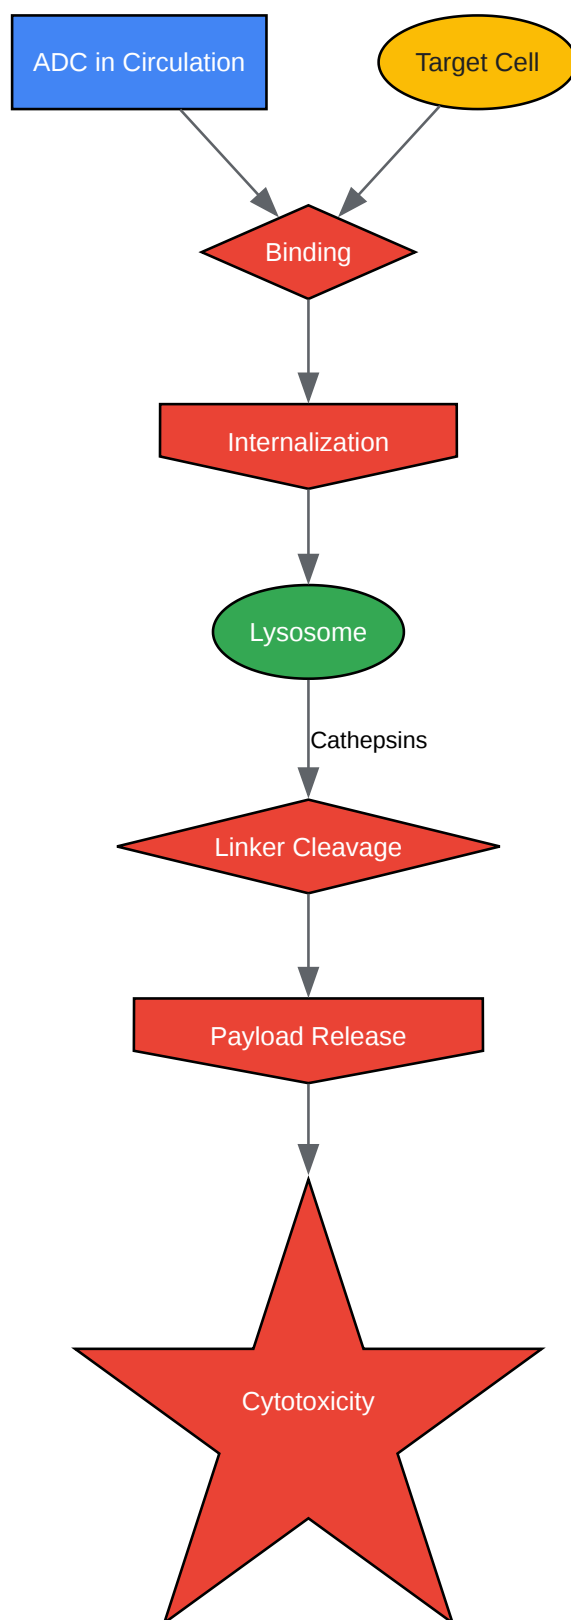 ADC in Circulation
Target Cell
Binding
Internalization
Lysosome
Cathepsins
Linker Cleavage
Payload Release
Cytotoxicity